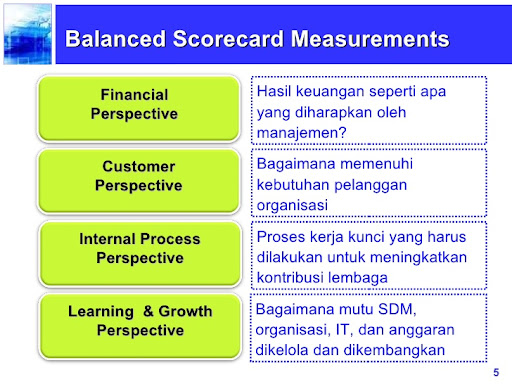 Balanced Scorecard Measurements
Financial
Perspective
Hasil keuangan seperti apa
yang diharapkan oleh
manajemen?
Customer
Perspective
Bagaimana memenuhi
kebutuhan pelanggan
organisasi
Internal Process
Perspective
Proses kerja kunci yang harus
dilakukan untuk meningkatkan
kontribusi lembaga
Learning & Growth
Perspective
Bagaimana mutu SDM,
organisasi, IT, dan anggaran
dikelola dan dikembangkan
5